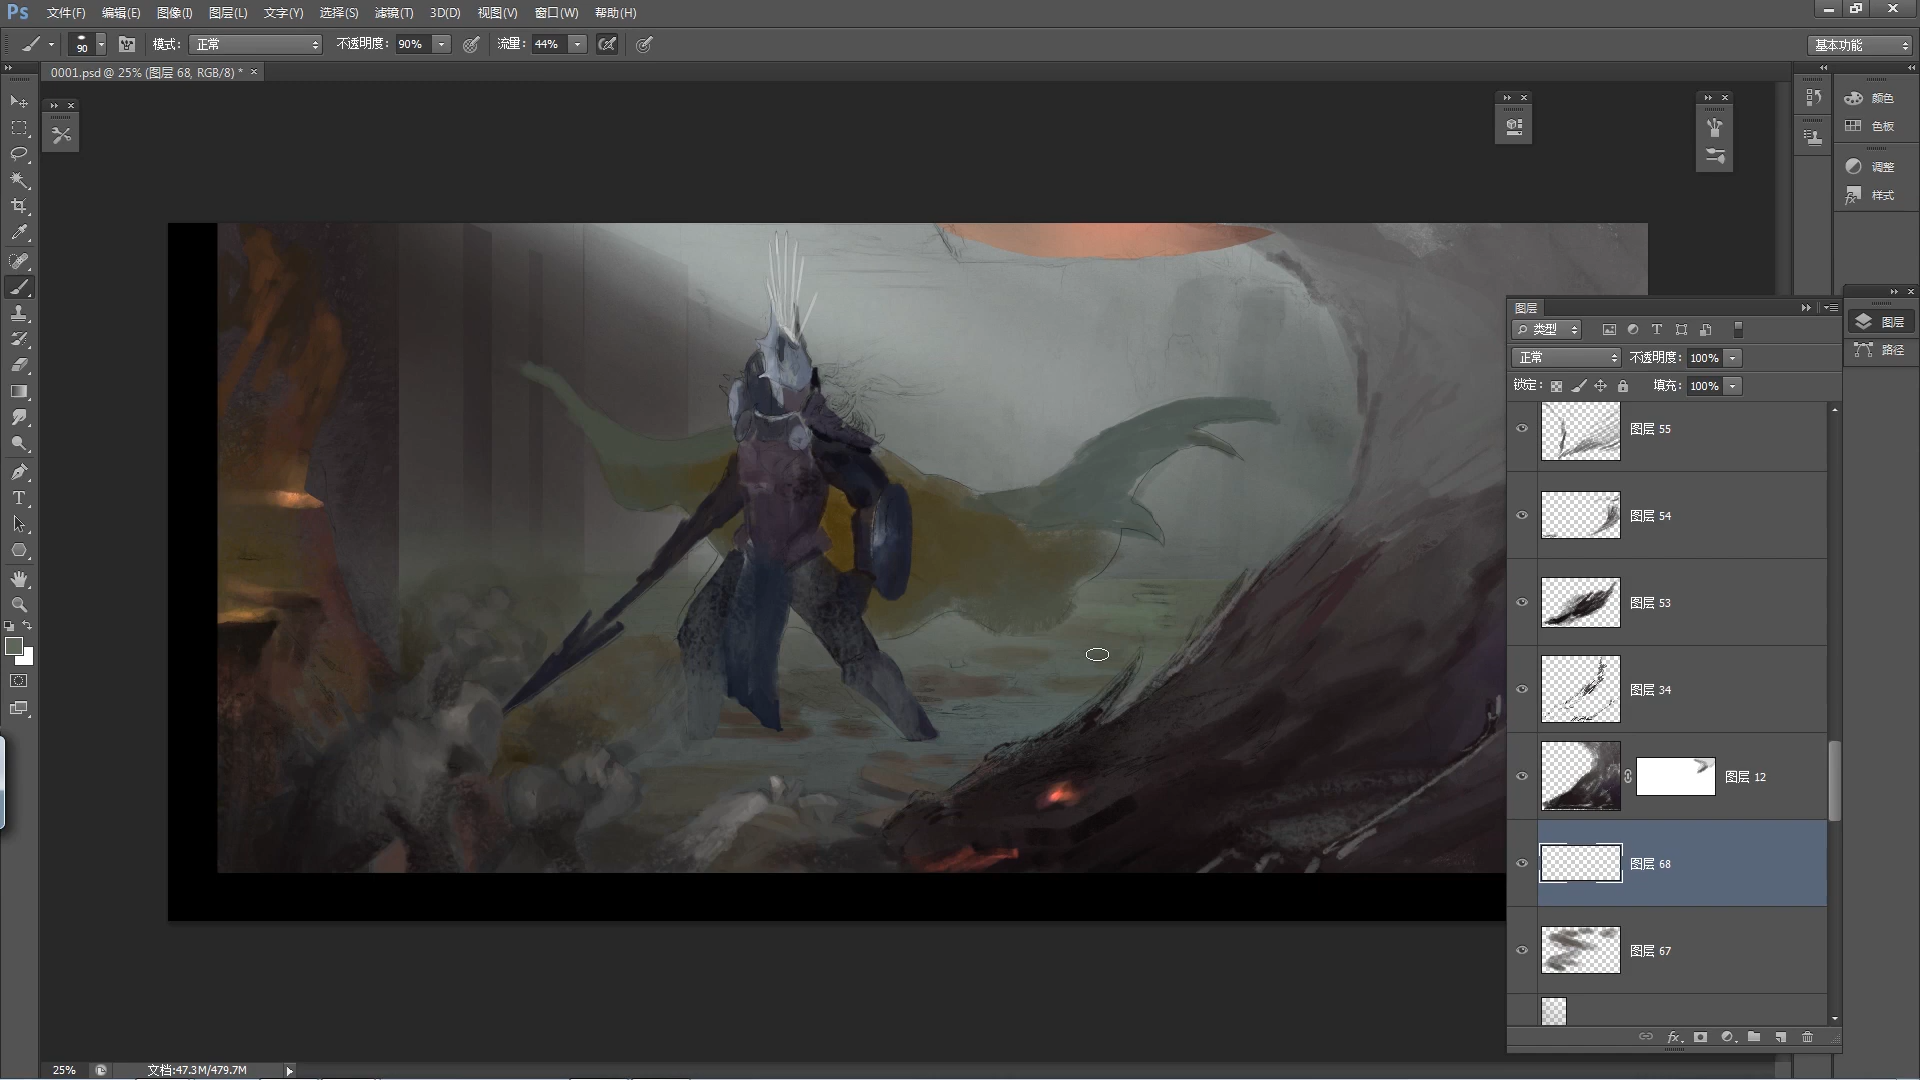 Ps 文件(F) 编辑(E) 图像(I) 图层(L) 文字(Y) 选择(S) 滤镜(T) 3D(D) 视图(V) 窗口(W) 帮助(H)
90 模式: 正常 不透明度: 90% 流量: 44% 基本功能
0001.psd @ 25% (图层 68, RGB/8) * ×
颜色
色板
调整
样式
图层
类型
正常 不透明度: 100%
锁定: 填充: 100%
图层
路径
图层 55
图层 54
图层 53
图层 34
图层 12
图层 68
图层 67
25% 文档:47.3M/479.7M